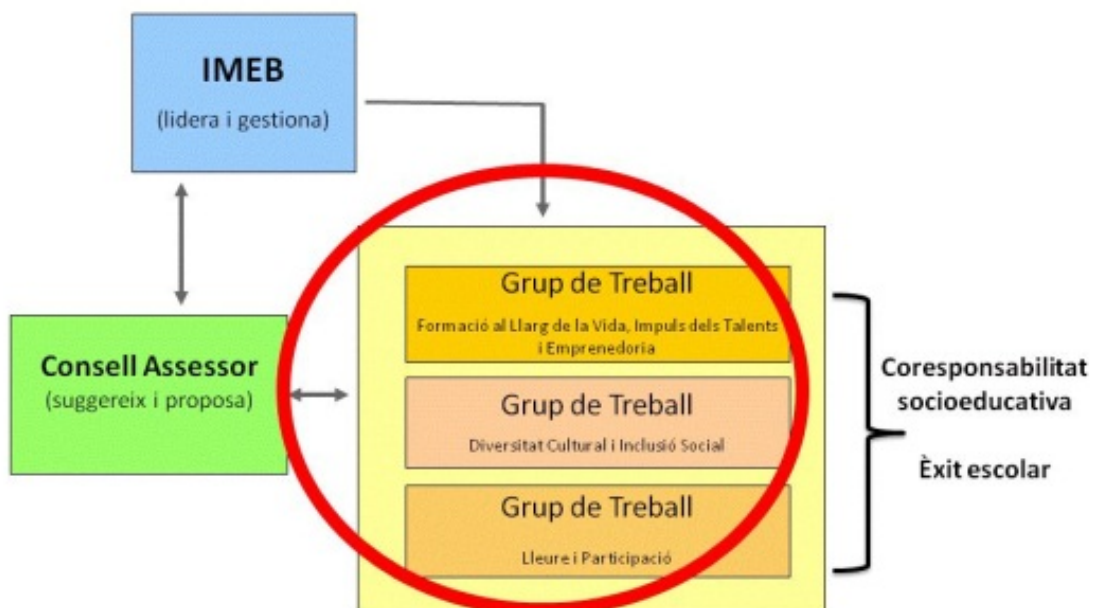 IMEB
(lidera i gestiona)
Consell Assessor
(suggereix i proposa)
Grup de Treball
Formació al Llarg de la Vida, Impuls dels Talents
i Emprenedoria
Grup de Treball
Diversitat Cultural i Inclusió Social
Grup de Treball
Lleure i Participació
Coresponsabilitat
socioeducativa
Èxit escolar